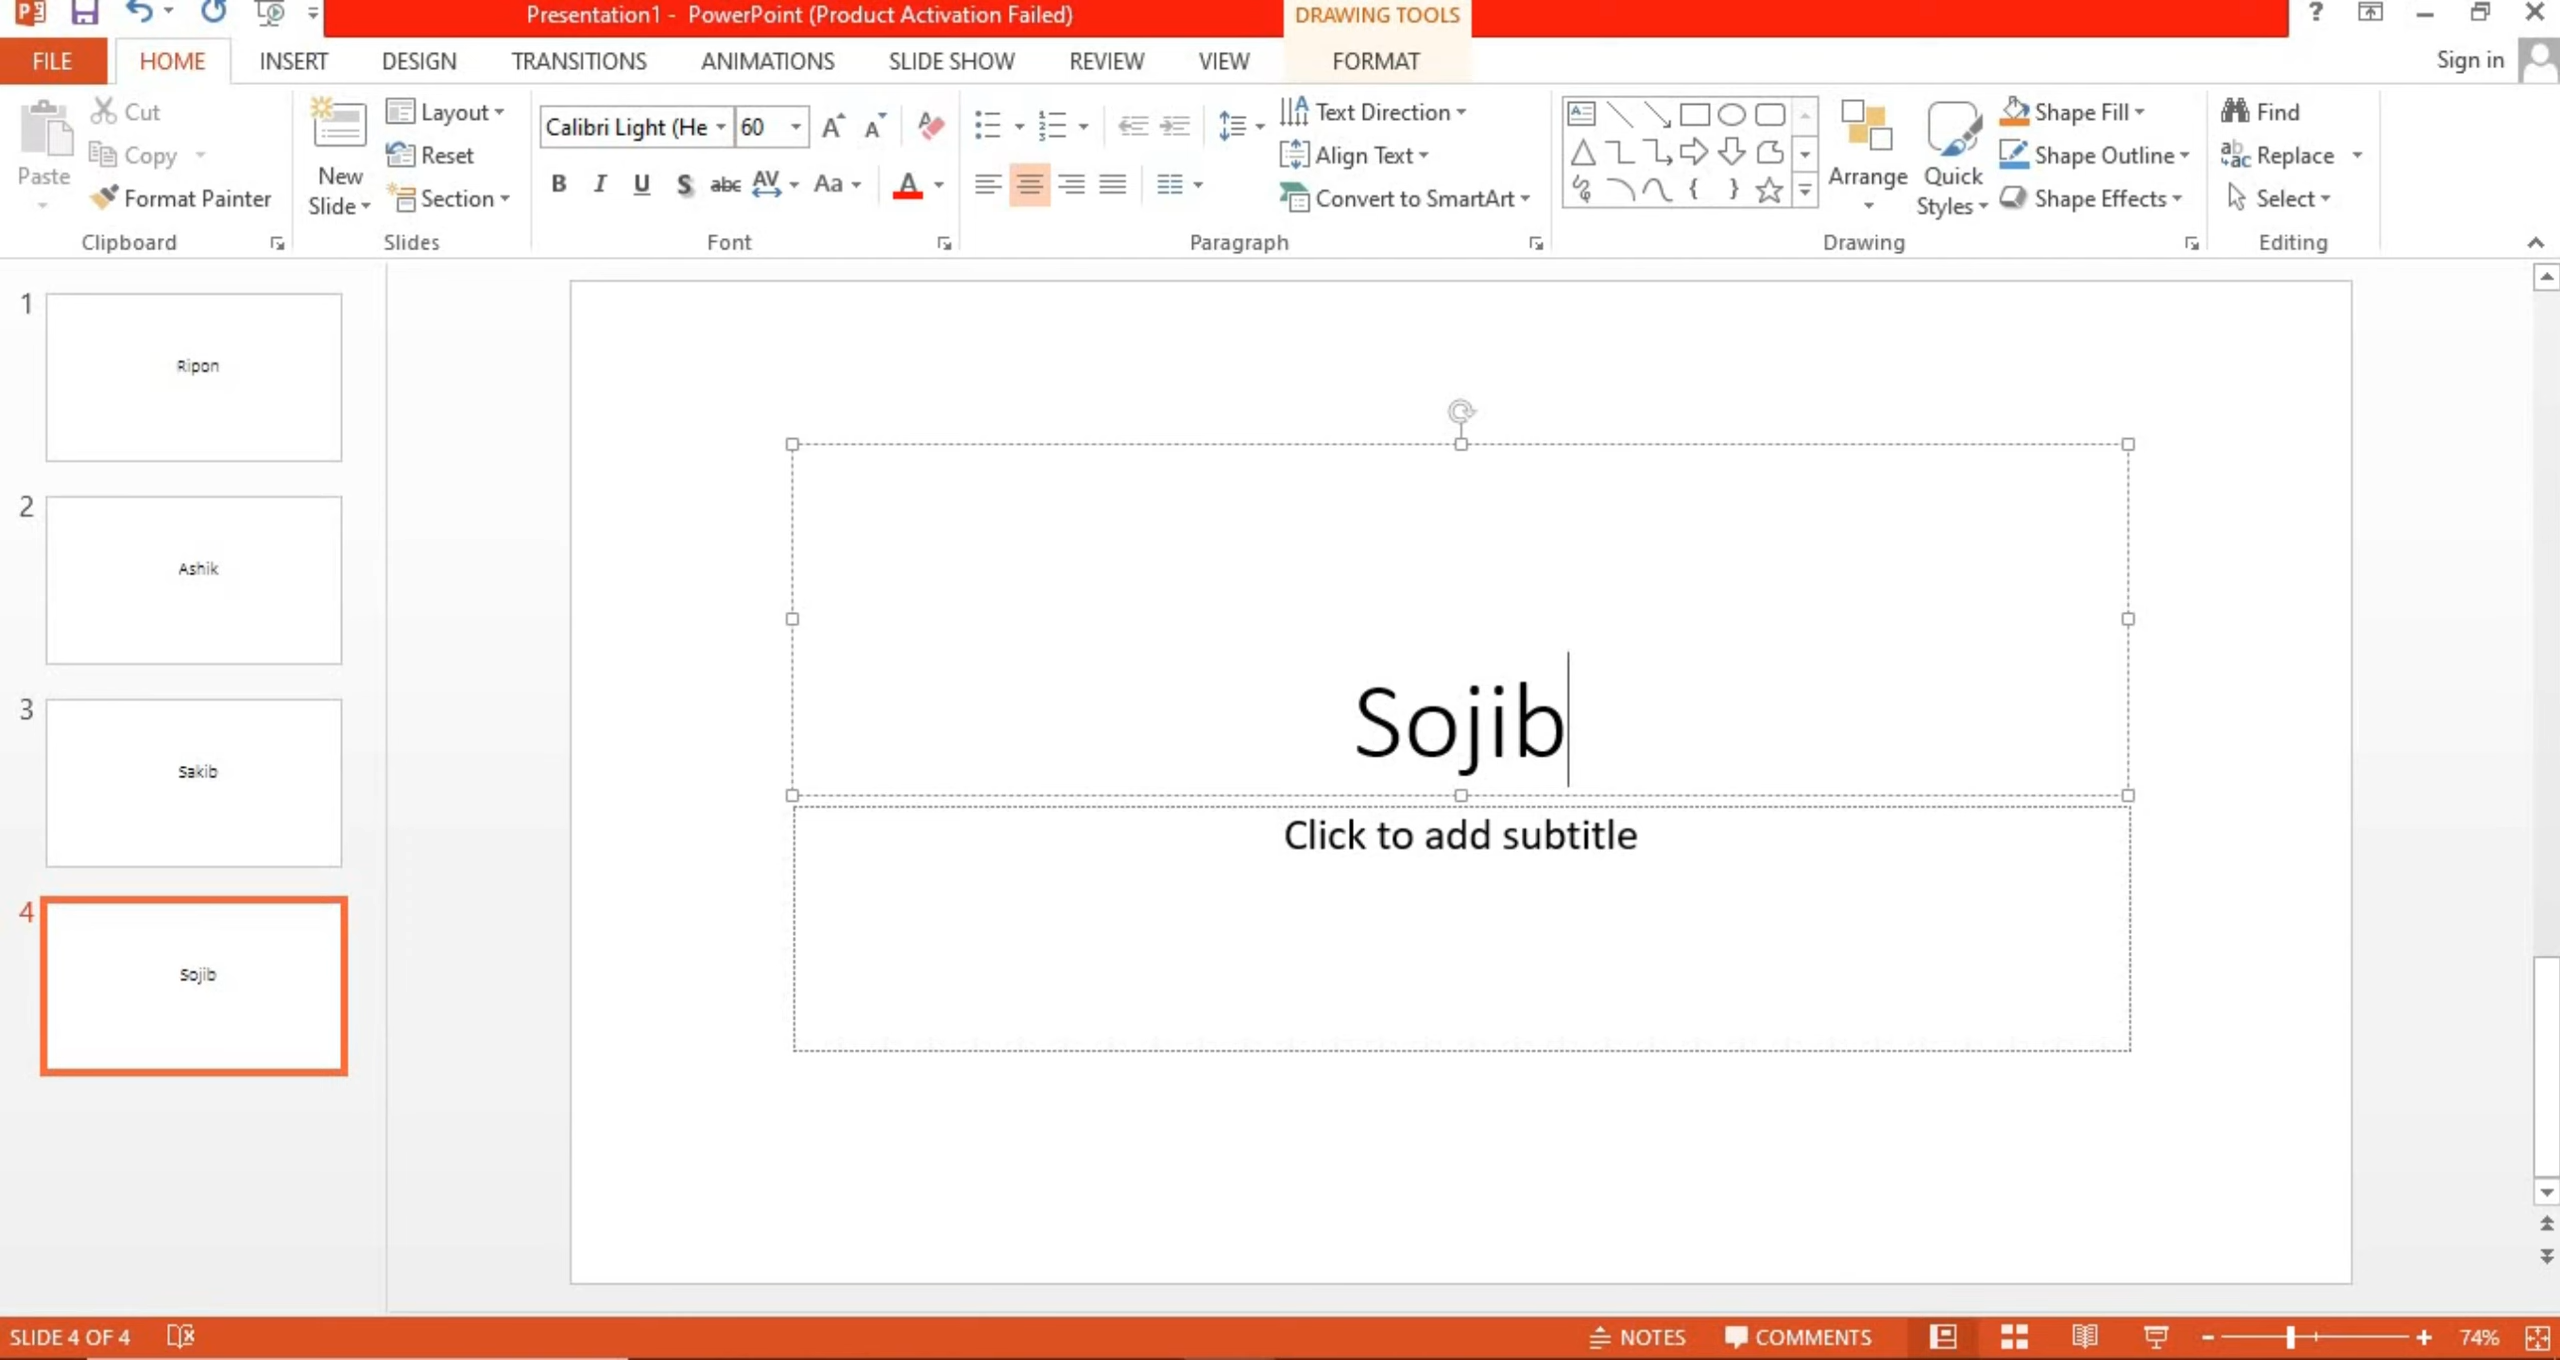 Presentation1 - PowerPoint (Product Activation Failed)
DRAWING TOOLS
?
FILE
HOME
INSERT
DESIGN
TRANSITIONS
ANIMATIONS
SLIDE SHOW
REVIEW
VIEW
FORMAT
Sign in
Paste
Cut
Copy
Format Painter
Clipboard
New
Slide
Layout
Reset
Section
Slides
Calibri Light (He
60
B I U S abc AV Aa A
Font
Text Direction
Align Text
Convert to SmartArt
Paragraph
Arrange
Quick
Styles
Shape Fill
Shape Outline
Shape Effects
Drawing
Find
Replace
Select
Editing
1
Ripon
2
Ashik
3
Sakib
4
Sojib
Sojib
Click to add subtitle
SLIDE 4 OF 4
NOTES
COMMENTS
74%